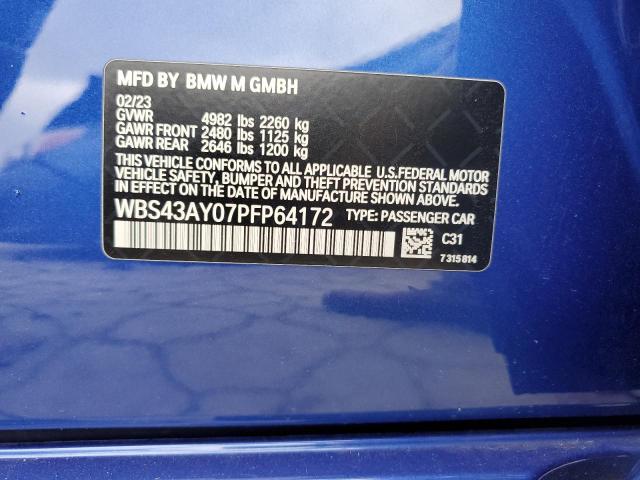 MFD BY BMW M GMBH
02/23
GVWR 4982 lbs 2260 kg
GAWR FRONT 2480 lbs 1125 kg
GAWR REAR 2646 lbs 1200 kg
THIS VEHICLE CONFORMS TO ALL APPLICABLE U.S.FEDERAL MOTOR
VEHICLE SAFETY, BUMPER AND THEFT PREVENTION STANDARDS IN
EFFECT ON THE DATE OF MANUFACTURE SHOWN ABOVE.
WBS43AY07PFP64172 TYPE: PASSENGER CAR
C31
7315814